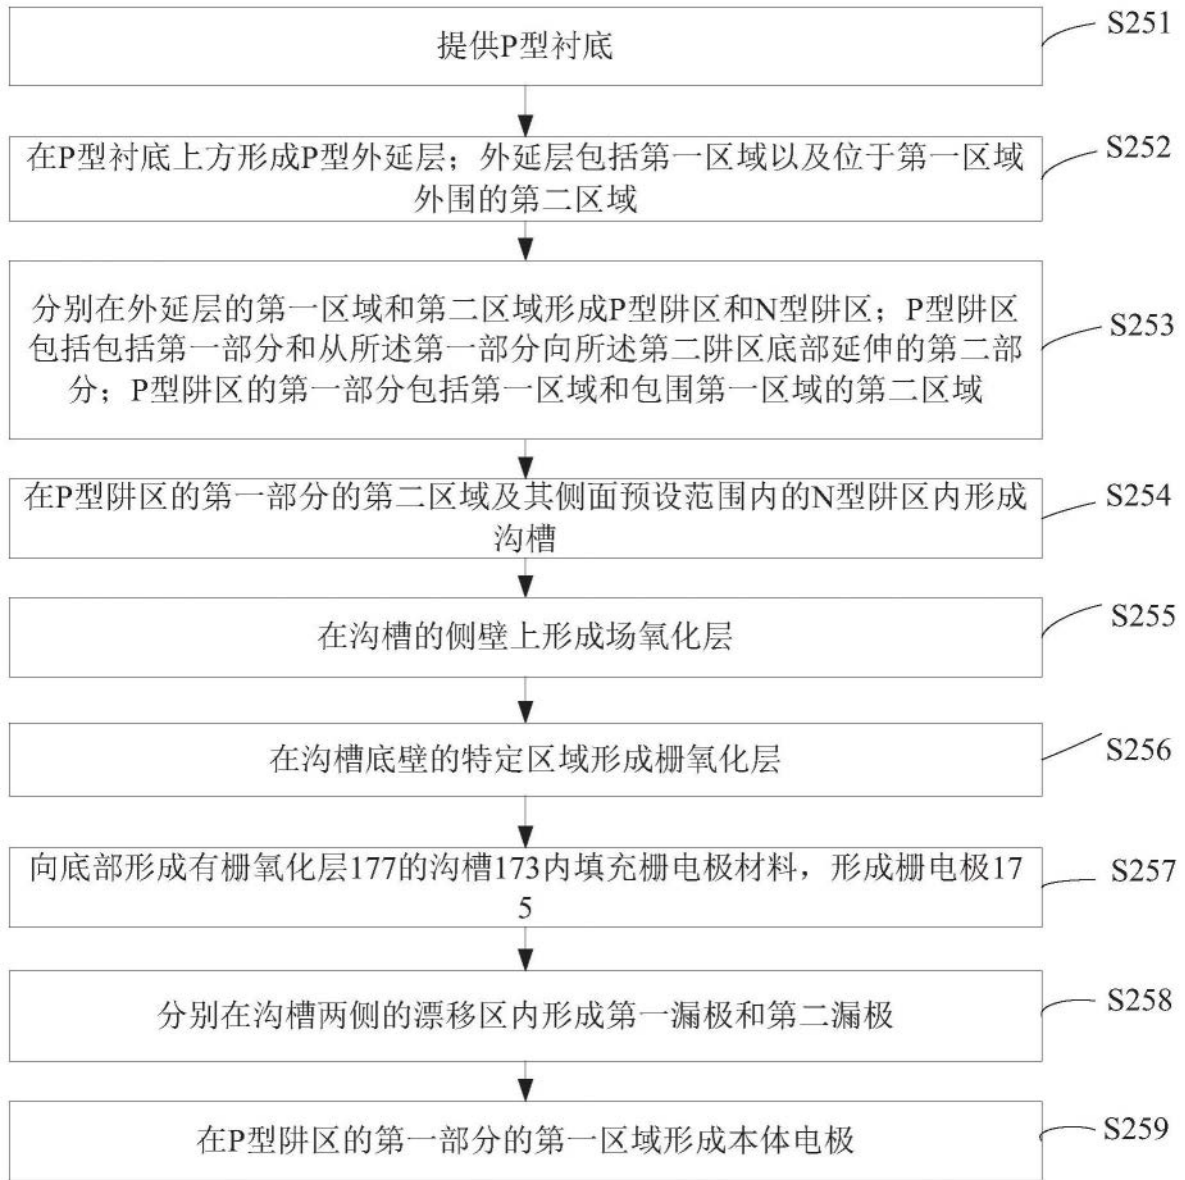 提供P型衬底
S251
在P型衬底上方形成P型外延层；外延层包括第一区域以及位于第一区域
外围的第二区域
S252
分别在外延层的第一区域和第二区域形成P型阱区和N型阱区；P型阱区
包括包括第一部分和从所述第一部分向所述第二阱区底部延伸的第二部
分；P型阱区的第一部分包括第一区域和包围第一区域的第二区域
S253
在P型阱区的第一部分的第二区域及其侧面预设范围内的N型阱区内形成
沟槽
S254
在沟槽的侧壁上形成场氧化层
S255
在沟槽底壁的特定区域形成栅氧化层
S256
向底部形成有栅氧化层177的沟槽173内填充栅电极材料，形成栅电极17
5
S257
分别在沟槽两侧的漂移区内形成第一漏极和第二漏极
S258
在P型阱区的第一部分的第一区域形成本体电极
S259